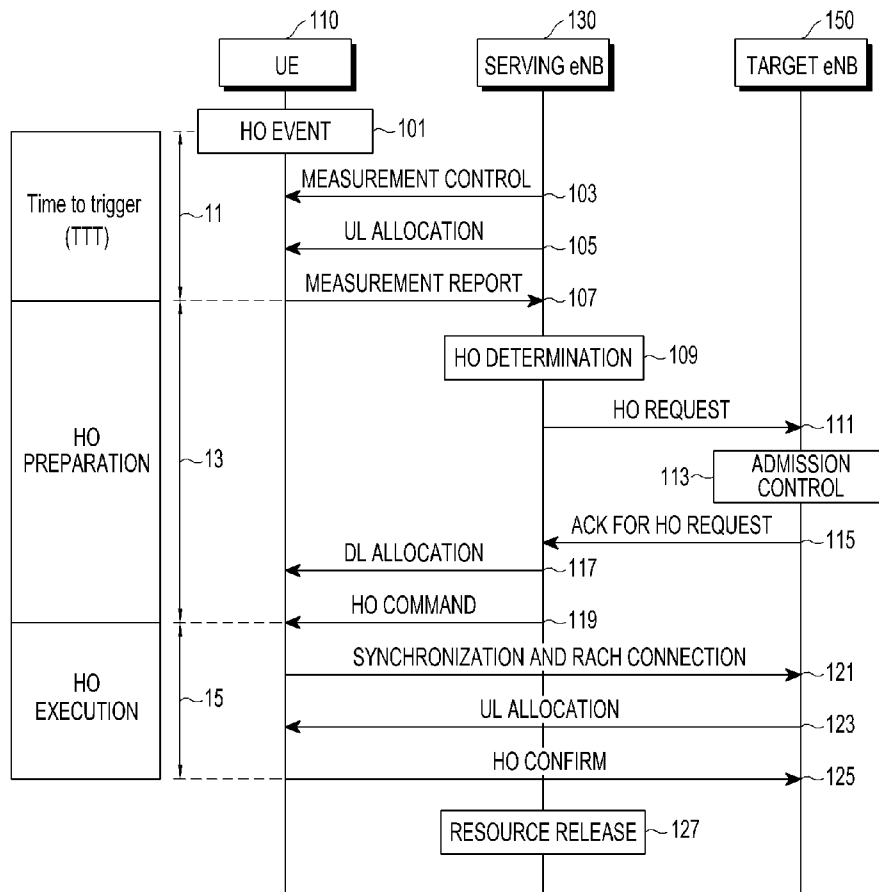 110
130
150
UE
SERVING eNB
TARGET eNB
HO EVENT
101
MEASUREMENT CONTROL
103
Time to trigger
(TTT)
11
UL ALLOCATION
105
MEASUREMENT REPORT
107
HO DETERMINATION
109
HO REQUEST
111
HO
PREPARATION
13
113
ADMISSION
CONTROL
ACK FOR HO REQUEST
115
DL ALLOCATION
117
HO COMMAND
119
SYNCHRONIZATION AND RACH CONNECTION
121
HO
EXECUTION
15
UL ALLOCATION
123
HO CONFIRM
125
RESOURCE RELEASE
127